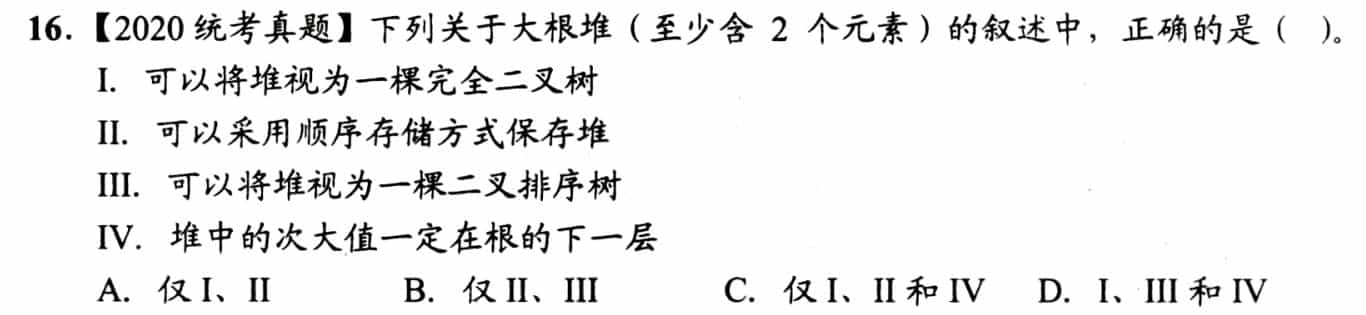 16.【2020 统考真题】下列关于大根堆（至少含 2 个元素）的叙述中，正确的是（ ）。
I. 可以将堆视为一棵完全二叉树
II. 可以采用顺序存储方式保存堆
III. 可以将堆视为一棵二叉排序树
IV. 堆中的次大值一定在根的下一层
A. 仅 I、II B. 仅 II、III C. 仅 I、II 和 IV D. I、III 和 IV